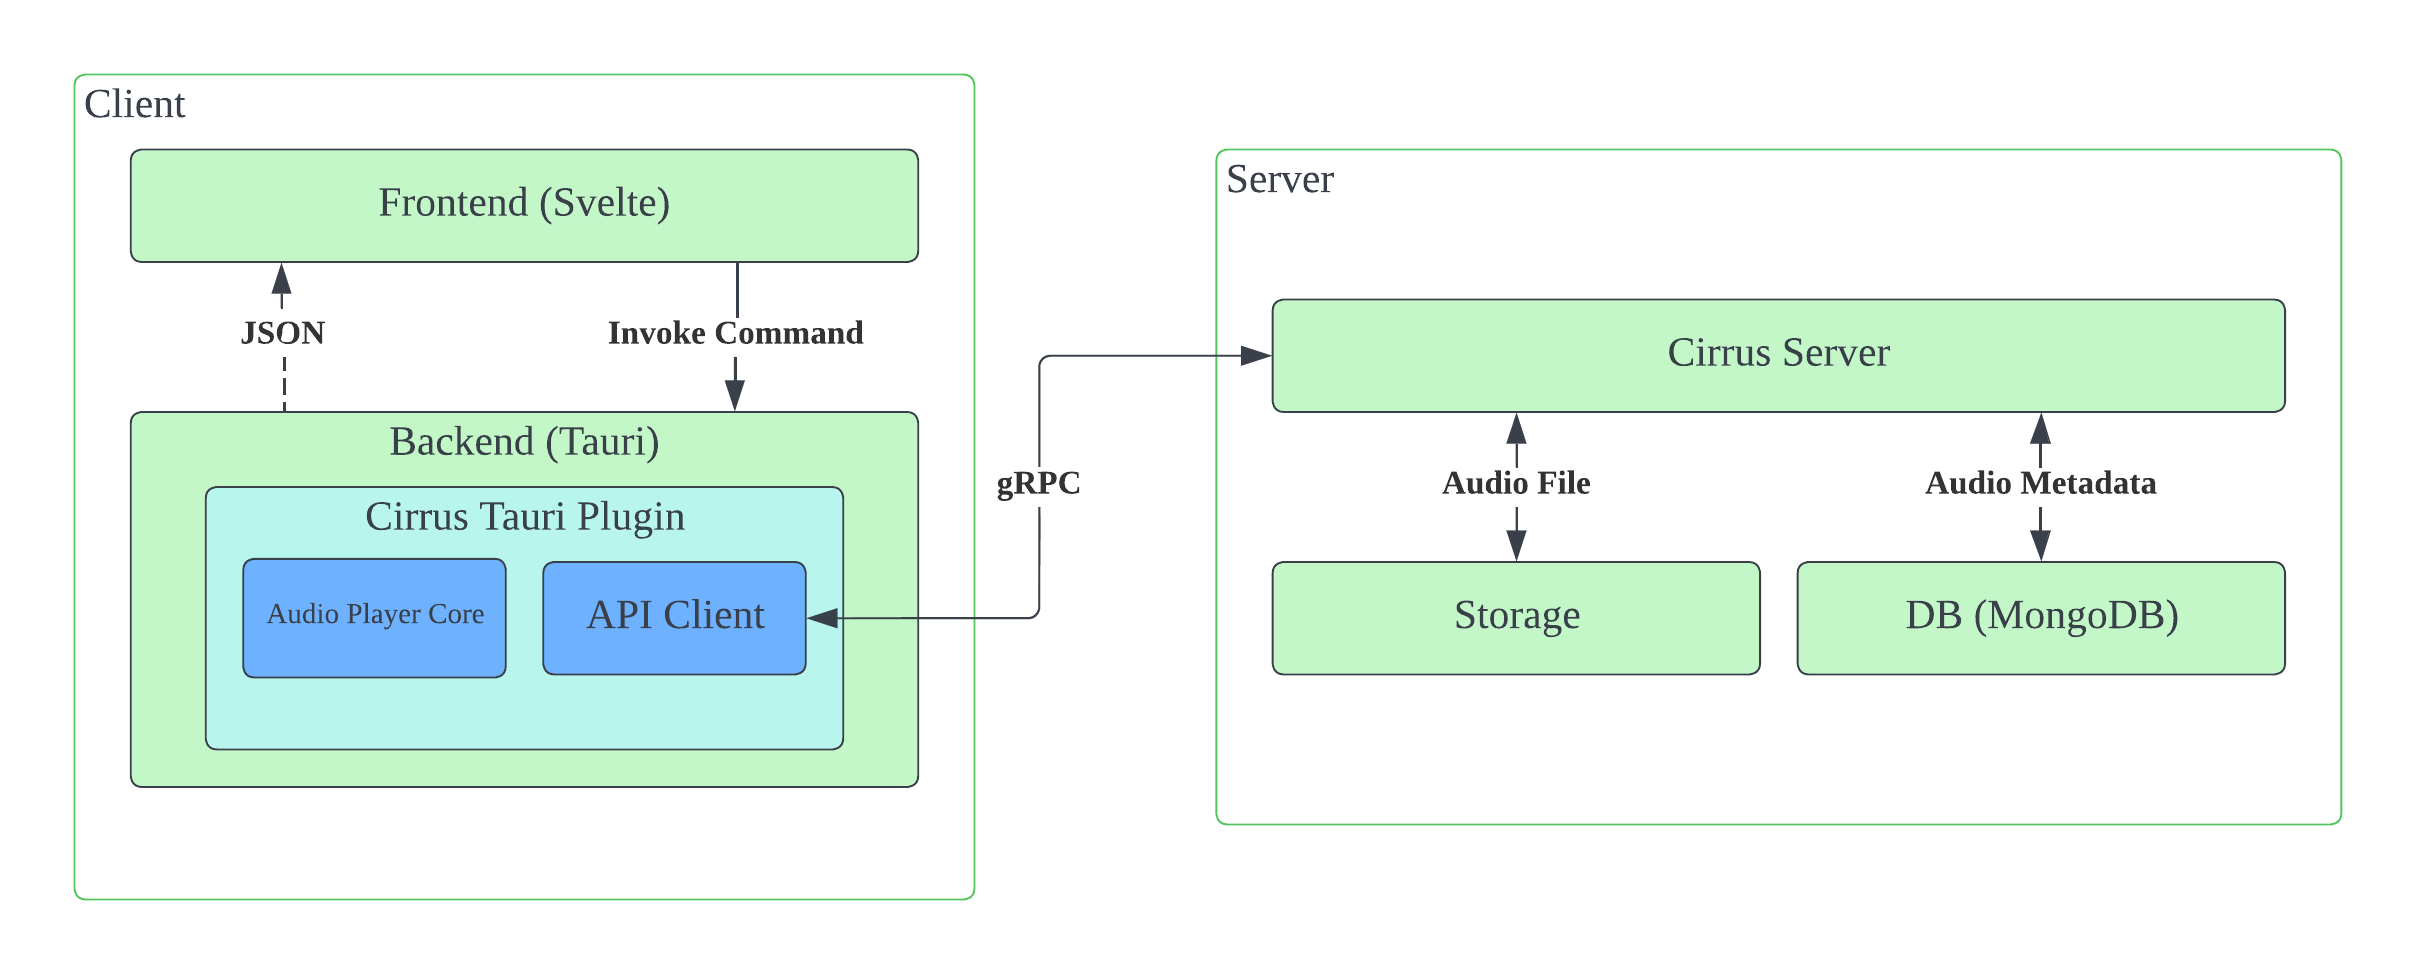 Client
Frontend (Svelte)
JSON
Invoke Command
Backend (Tauri)
Cirrus Tauri Plugin
Audio Player Core
API Client
gRPC
Server
Cirrus Server
Audio File
Audio Metadata
Storage
DB (MongoDB)